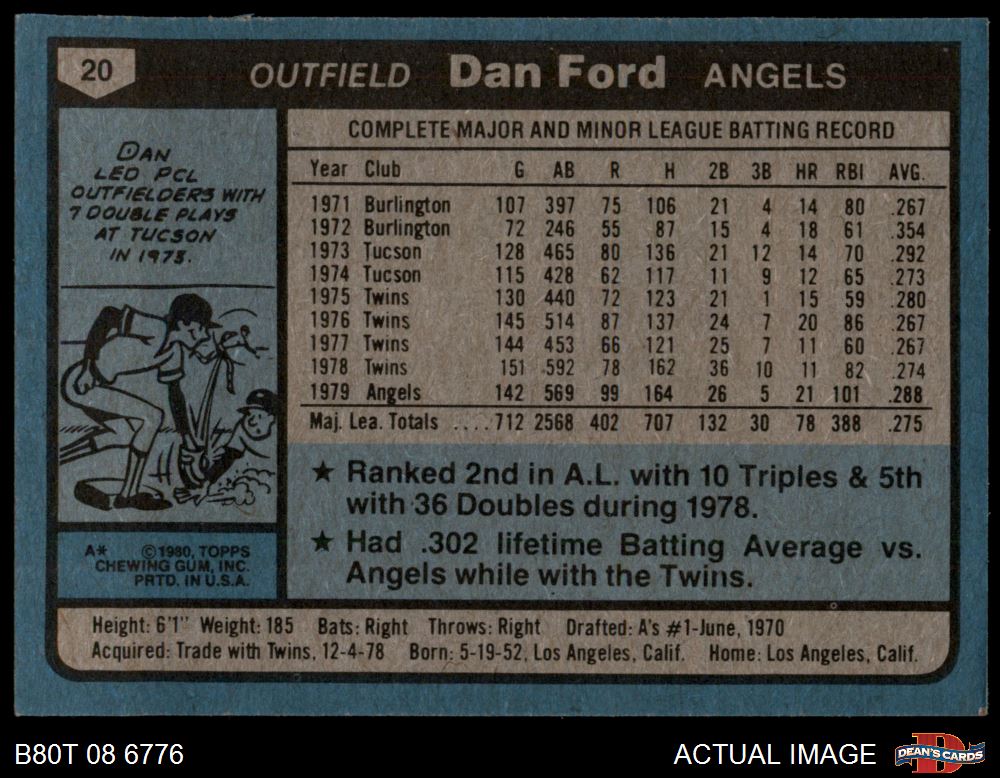 20 OUTFIELD Dan Ford ANGELS
DAN
LED PCL
OUTFIELDERS WITH
7 DOUBLE PLAYS
AT TUCSON
IN 1973.
COMPLETE MAJOR AND MINOR LEAGUE BATTING RECORD
Year Club G AB R H 2B 3B HR RBI AVG.
1971 Burlington 107 397 75 106 21 4 14 80 .267
1972 Burlington 72 246 55 87 15 4 18 61 .354
1973 Tucson 128 465 80 136 21 12 14 70 .292
1974 Tucson 115 428 62 117 11 9 12 65 .273
1975 Twins 130 440 72 123 21 1 15 59 .280
1976 Twins 145 514 87 137 24 7 20 86 .267
1977 Twins 144 453 66 121 25 7 11 60 .267
1978 Twins 151 592 78 162 36 10 11 82 .274
1979 Angels 142 569 99 164 26 5 21 101 .288
Maj. Lea. Totals ....712 2568 402 707 132 30 78 388 .275
★ Ranked 2nd in A.L. with 10 Triples & 5th
with 36 Doubles during 1978.
★ Had .302 lifetime Batting Average vs.
Angels while with the Twins.
A* ©1980, TOPPS
CHEWING GUM, INC.
PRTD. IN U.S.A.
Height: 6'1" Weight: 185 Bats: Right Throws: Right Drafted: A's #1-June, 1970
Acquired: Trade with Twins, 12-4-78 Born: 5-19-52, Los Angeles, Calif. Home: Los Angeles, Calif.
B80T 08 6776
ACTUAL IMAGE
DEAN'S CARDS